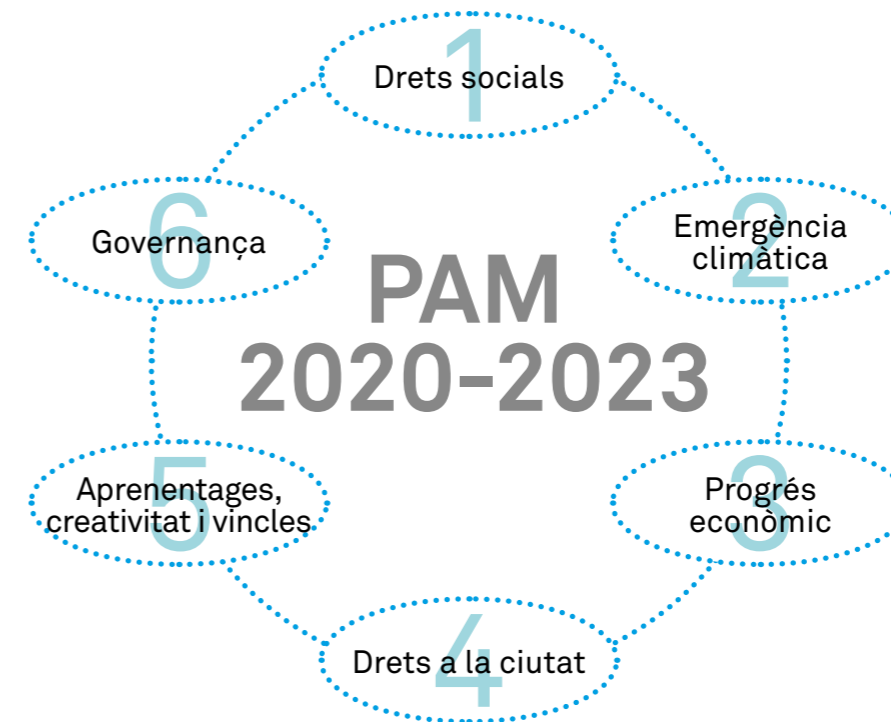 1
Drets socials
2
Emergència
climàtica
3
Progrés
econòmic
4
Drets a la ciutat
5
Aprenentages,
creativitat i vincles
6
Governança
PAM
2020-2023